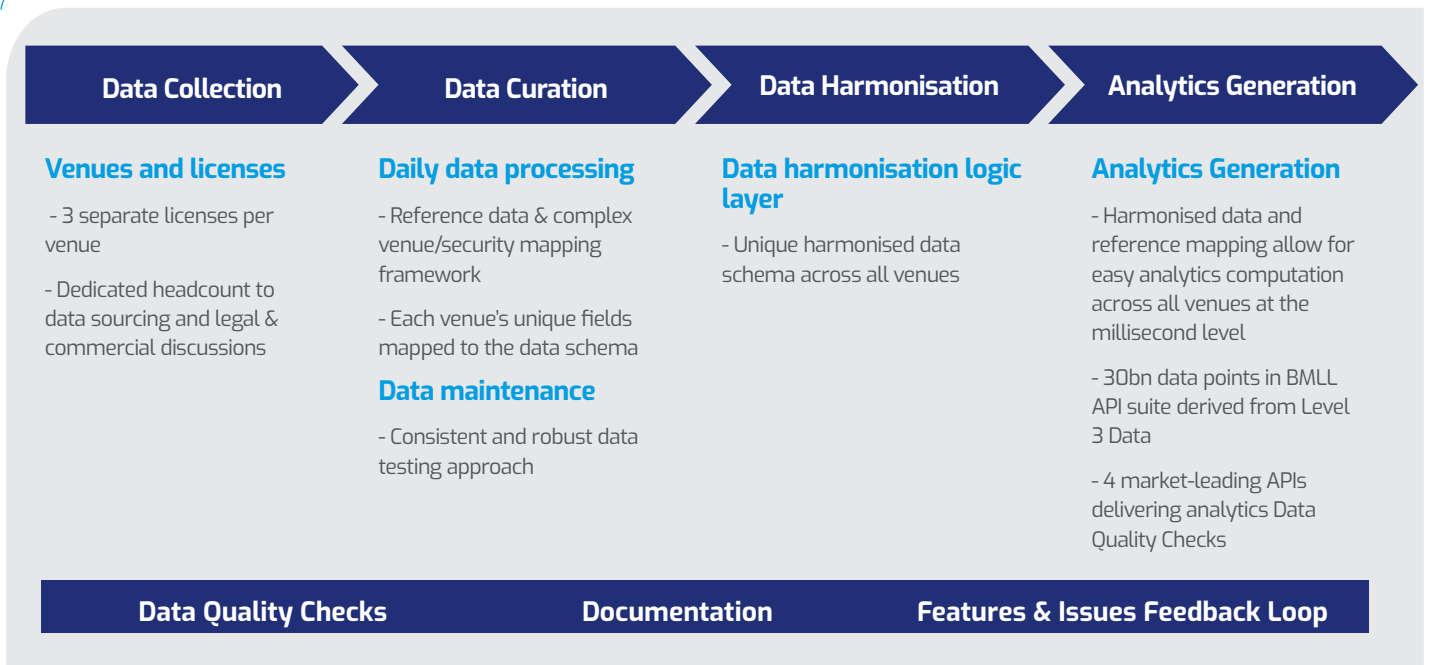 Data Collection
Data Curation
Data Harmonisation
Analytics Generation
Venues and licenses
- 3 separate licenses per
venue
- Dedicated headcount to
data sourcing and legal &
commercial discussions
Daily data processing
- Reference data & complex
venue/security mapping
framework
- Each venue's unique fields
mapped to the data schema
Data maintenance
- Consistent and robust data
testing approach
Data harmonisation logic
layer
- Unique harmonised data
schema across all venues
Analytics Generation
- Harmonised data and
reference mapping allow for
easy analytics computation
across all venues at the
millisecond level
- 30bn data points in BMLL
API suite derived from Level
3 Data
- 4 market-leading APIs
delivering analytics Data
Quality Checks
Data Quality Checks
Documentation
Features & Issues Feedback Loop